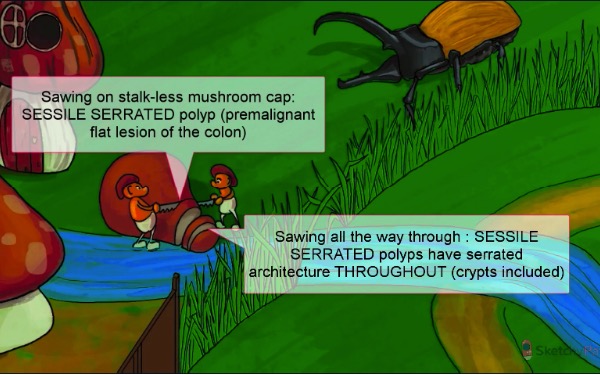 Sawing on stalk-less mushroom cap:
SESSILE SERRATED polyp (premalignant
flat lesion of the colon)
Sawing all the way through : SESSILE
SERRATED polyps have serrated
architecture THROUGHOUT (crypts included)